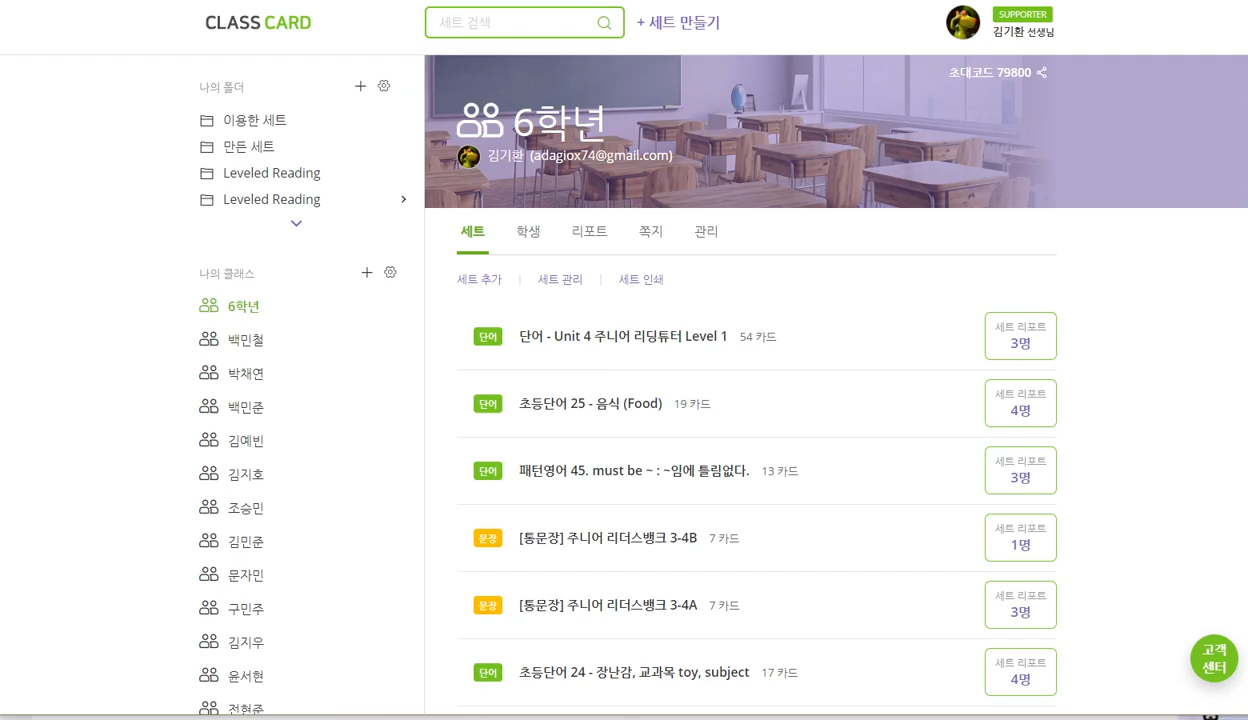 CLASS CARD
세트 검색
+ 세트 만들기
SUPPORTER
김기환 선생님
나의 폴더
이용한 세트
만든 세트
Leveled Reading
Leveled Reading
나의 클래스
6학년
백민철
박채연
백민준
김예빈
김지호
조승민
김민준
문자민
구민주
김지우
윤서현
전현준
초대코드 79800
6학년
김기환 (adagiox74@gmail.com)
세트 학생 리포트 쪽지 관리
세트 추가 | 세트 관리 | 세트 인쇄
단어 단어 - Unit 4 주니어 리딩튜터 Level 1 54 카드
세트 리포트
3명
단어 초등단어 25 - 음식 (Food) 19 카드
세트 리포트
4명
단어 패턴영어 45. must be ~ : ~임에 틀림없다. 13 카드
세트 리포트
3명
문장 [통문장] 주니어 리더스뱅크 3-4B 7 카드
세트 리포트
1명
문장 [통문장] 주니어 리더스뱅크 3-4A 7 카드
세트 리포트
3명
단어 초등단어 24 - 장난감, 교과목 toy, subject 17 카드
세트 리포트
4명
고객
센터